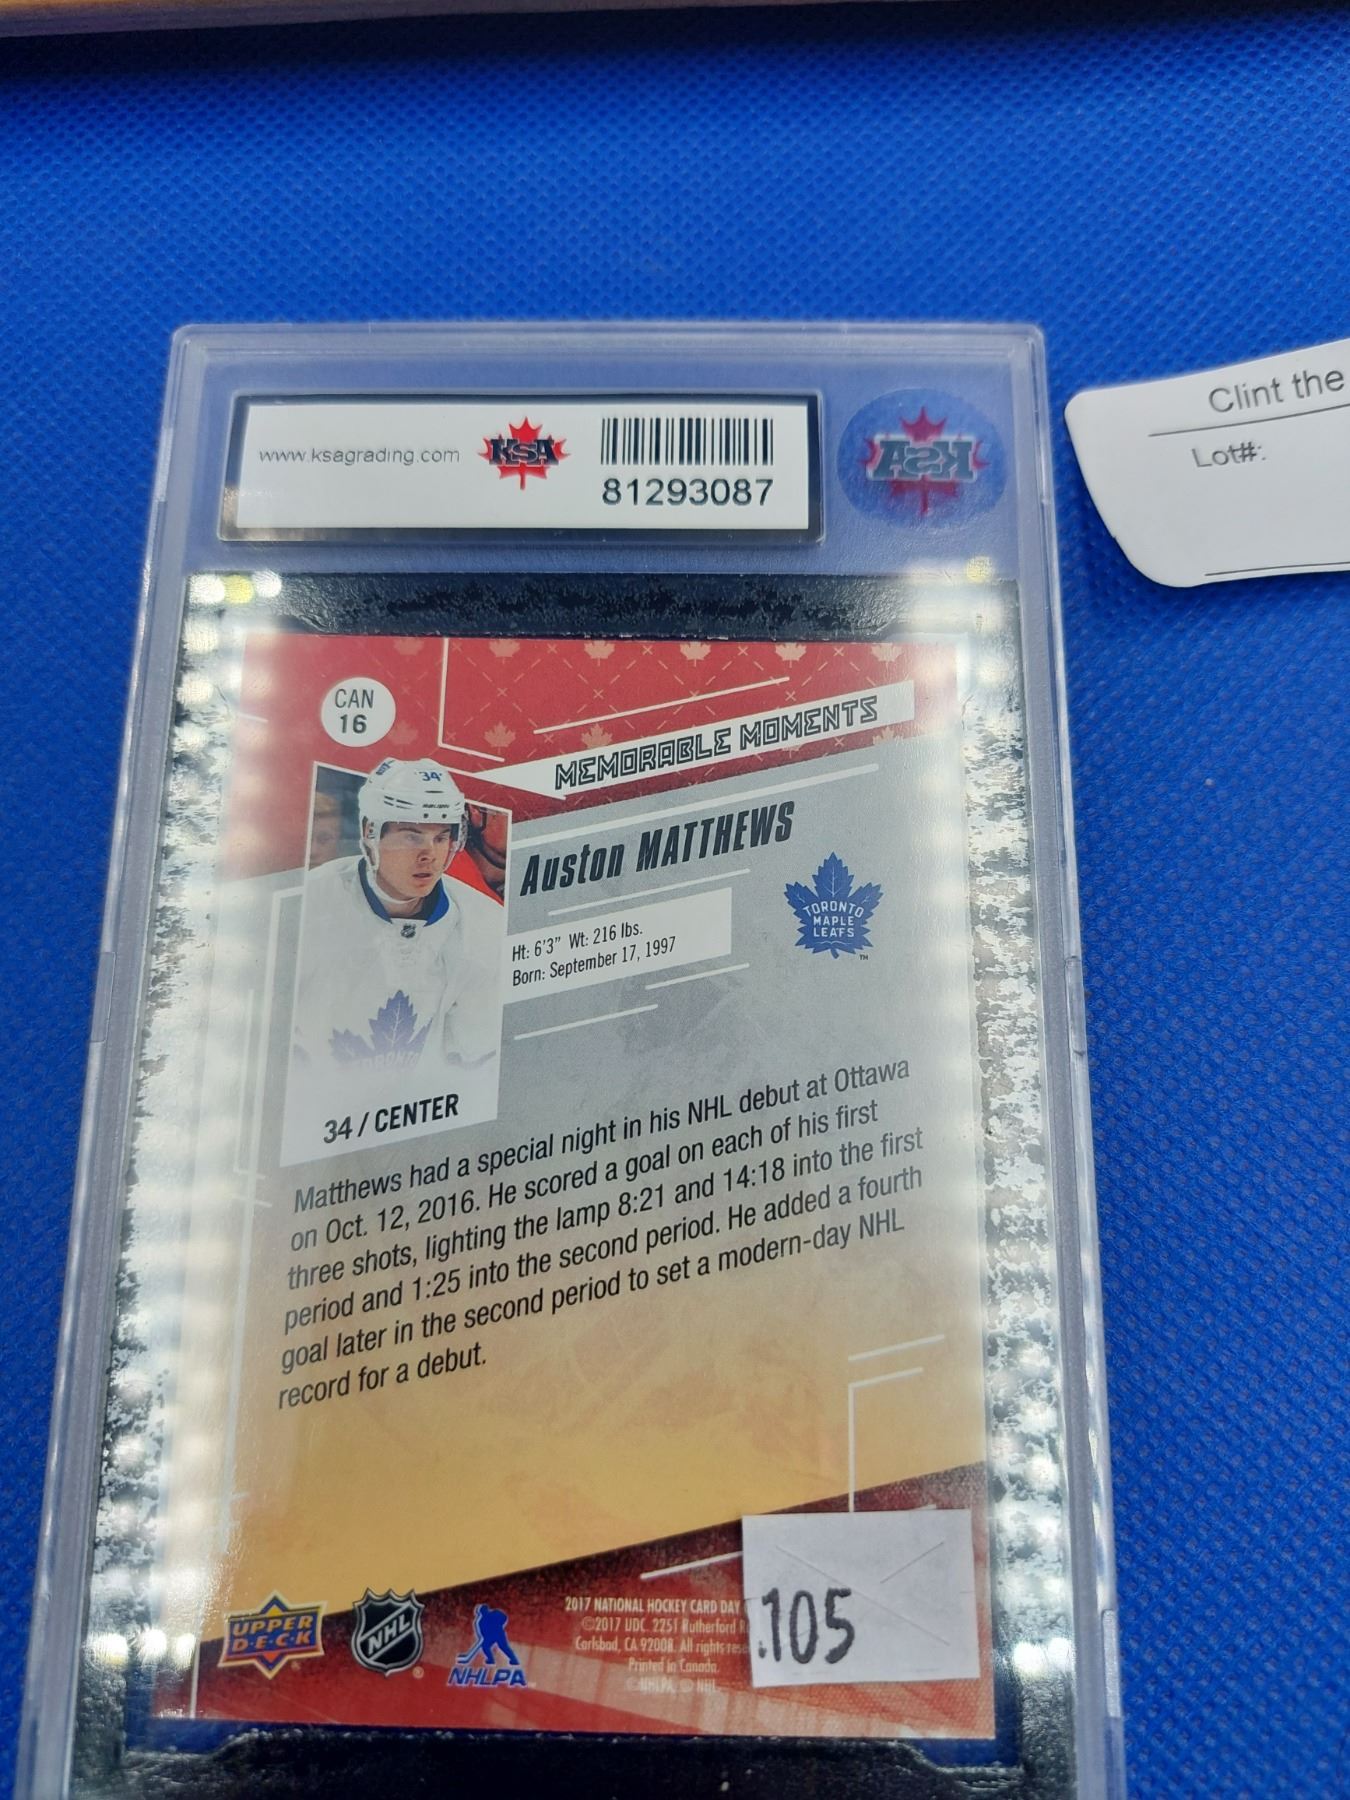 www.ksagrading.com
KSA
81293087
KSA
Clint the
Lot#:
CAN
16
MEMORABLE MOMENTS
34
Auston MATTHEWS
TORONTO
MAPLE
LEAFS
TM
Ht: 6'3" Wt: 216 lbs.
Born: September 17, 1997
TORONTO
34 / CENTER
Matthews had a special night in his NHL debut at Ottawa
on Oct. 12, 2016. He scored a goal on each of his first
three shots, lighting the lamp 8:21 and 14:18 into the first
period and 1:25 into the second period. He added a fourth
goal later in the second period to set a modern-day NHL
record for a debut.
UPPER
D·E·C·K
NHL
NHLPA
2017 NATIONAL HOCKEY CARD DAY
©2017 UDC. 2251 Rutherford
Carlsbad, CA 92008. All rights
Printed in Canada.
©NHLPA, © NHL.
.105